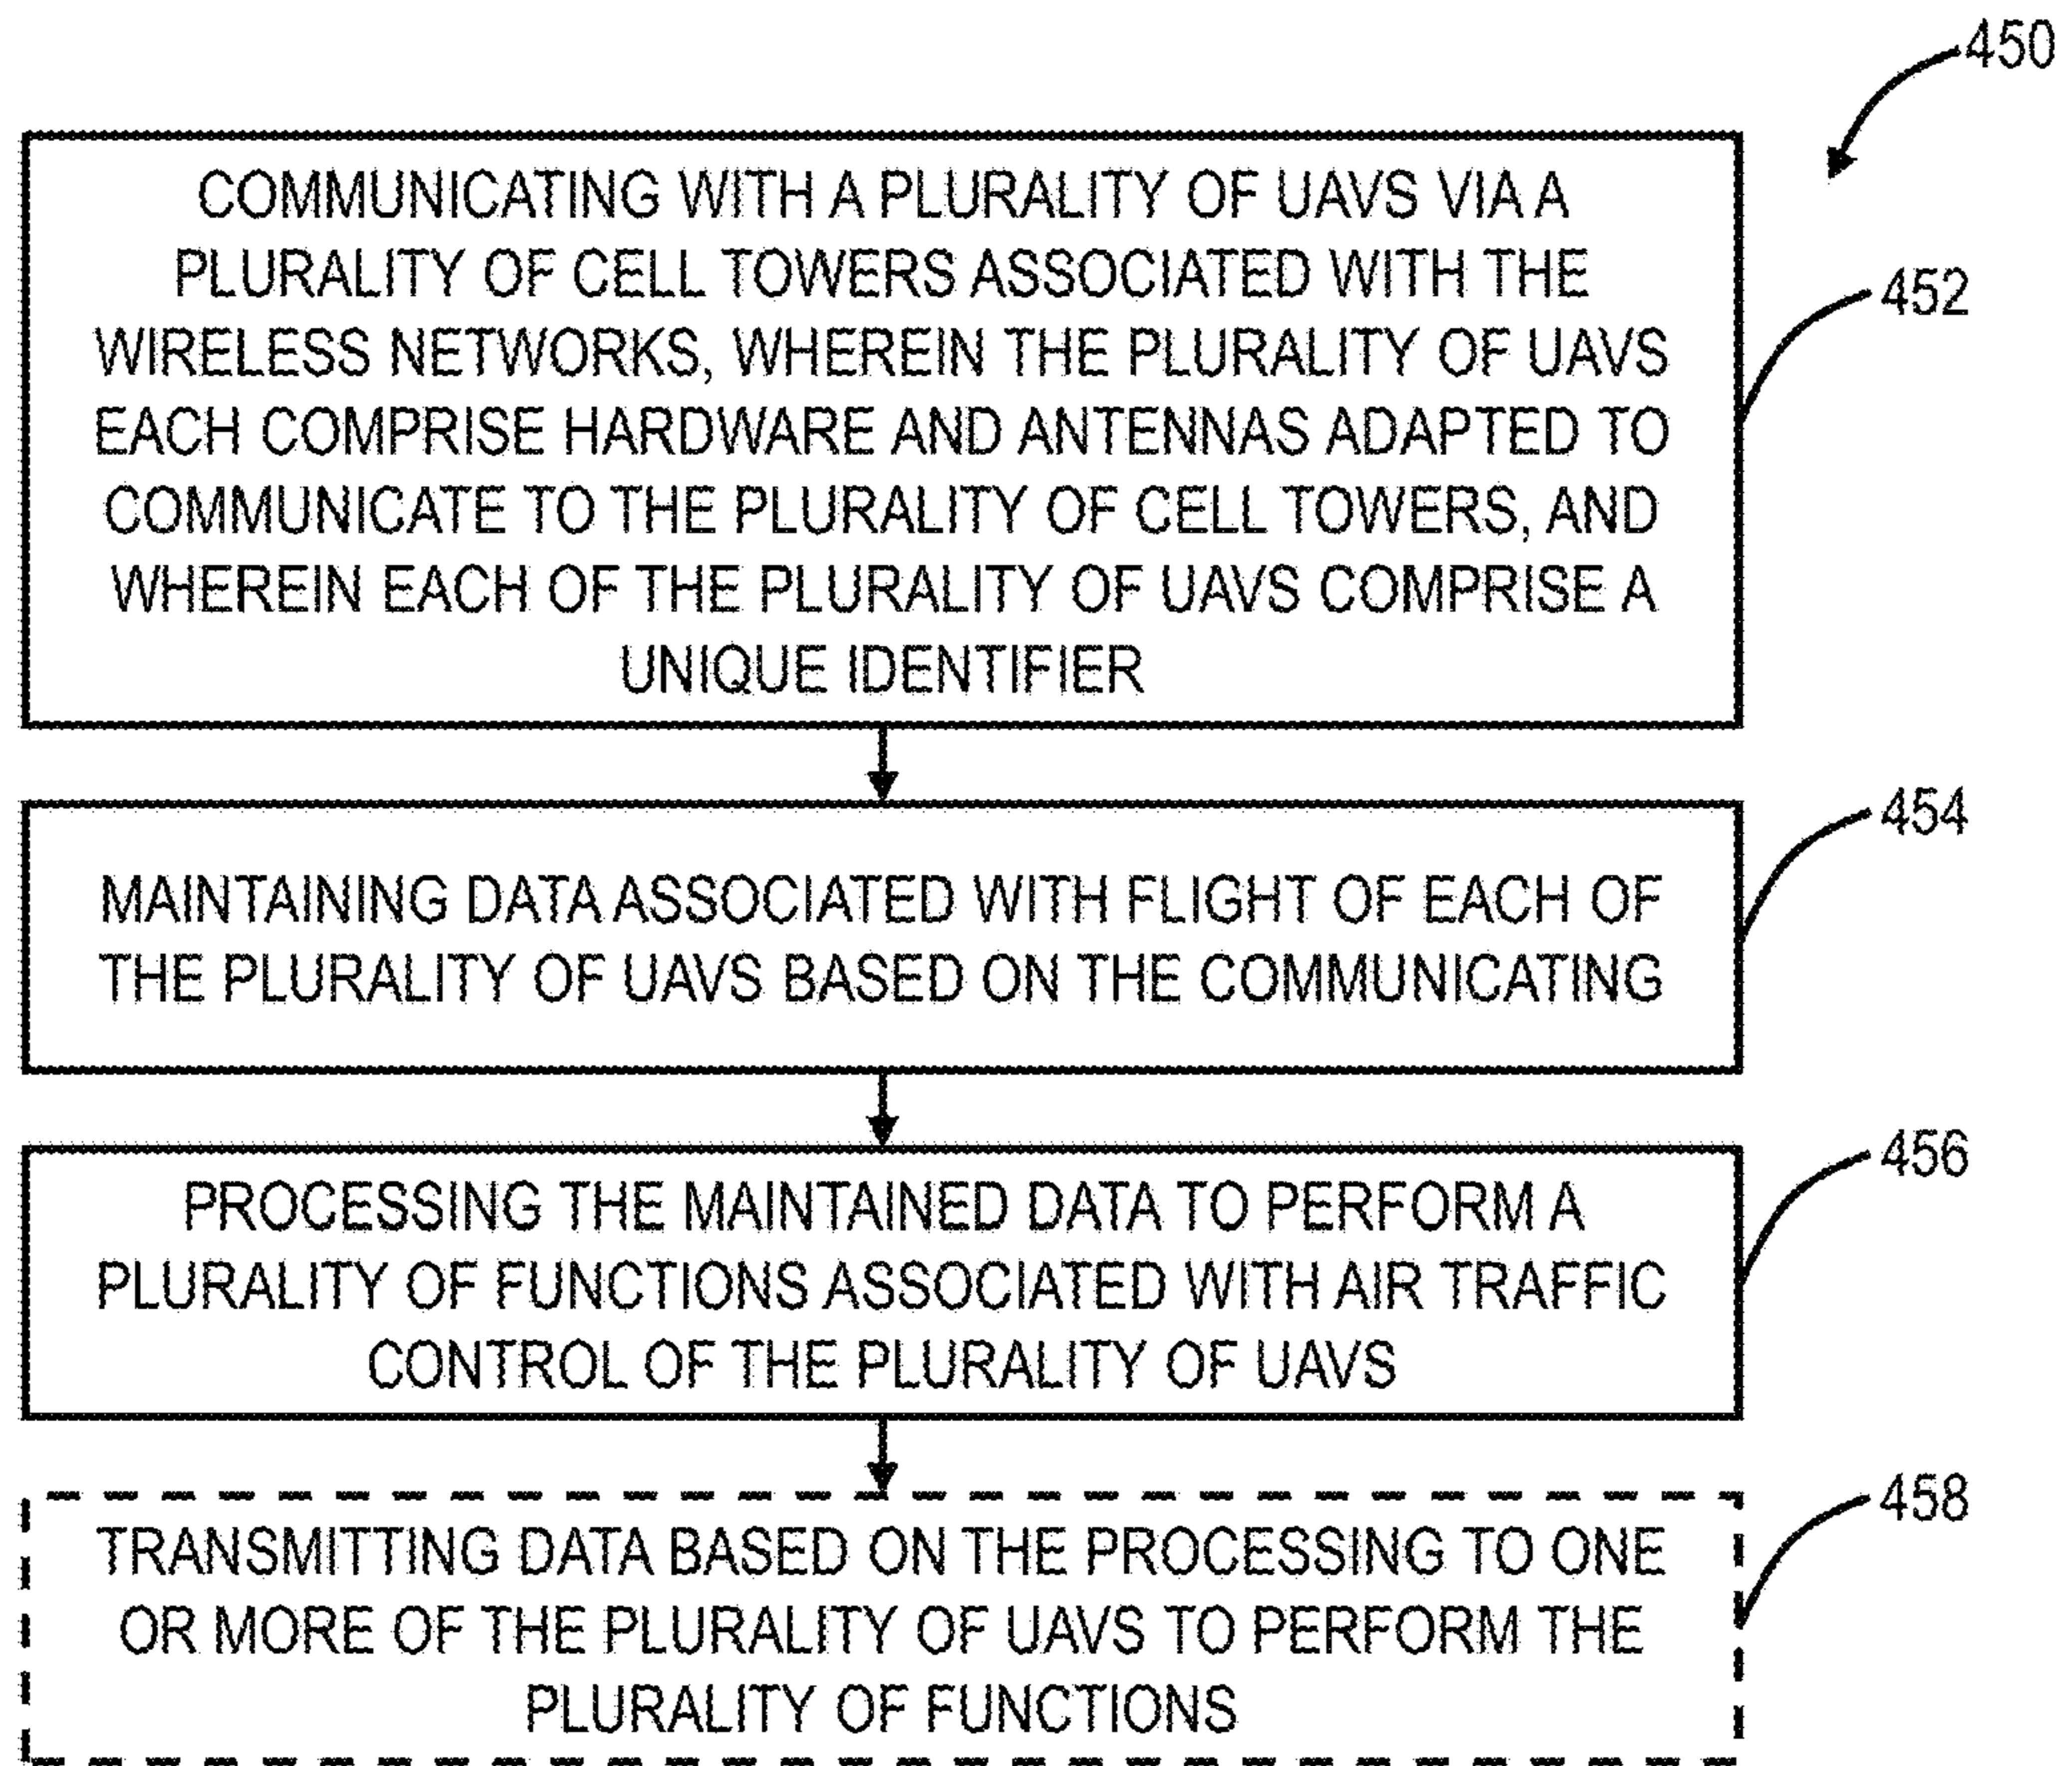 450
COMMUNICATING WITH A PLURALITY OF UAVS VIA A
PLURALITY OF CELL TOWERS ASSOCIATED WITH THE
WIRELESS NETWORKS, WHEREIN THE PLURALITY OF UAVS
EACH COMPRISE HARDWARE AND ANTENNAS ADAPTED TO
COMMUNICATE TO THE PLURALITY OF CELL TOWERS, AND
WHEREIN EACH OF THE PLURALITY OF UAVS COMPRISE A
UNIQUE IDENTIFIER
452
MAINTAINING DATA ASSOCIATED WITH FLIGHT OF EACH OF
THE PLURALITY OF UAVS BASED ON THE COMMUNICATING
454
PROCESSING THE MAINTAINED DATA TO PERFORM A
PLURALITY OF FUNCTIONS ASSOCIATED WITH AIR TRAFFIC
CONTROL OF THE PLURALITY OF UAVS
456
TRANSMITTING DATA BASED ON THE PROCESSING TO ONE
OR MORE OF THE PLURALITY OF UAVS TO PERFORM THE
PLURALITY OF FUNCTIONS
458